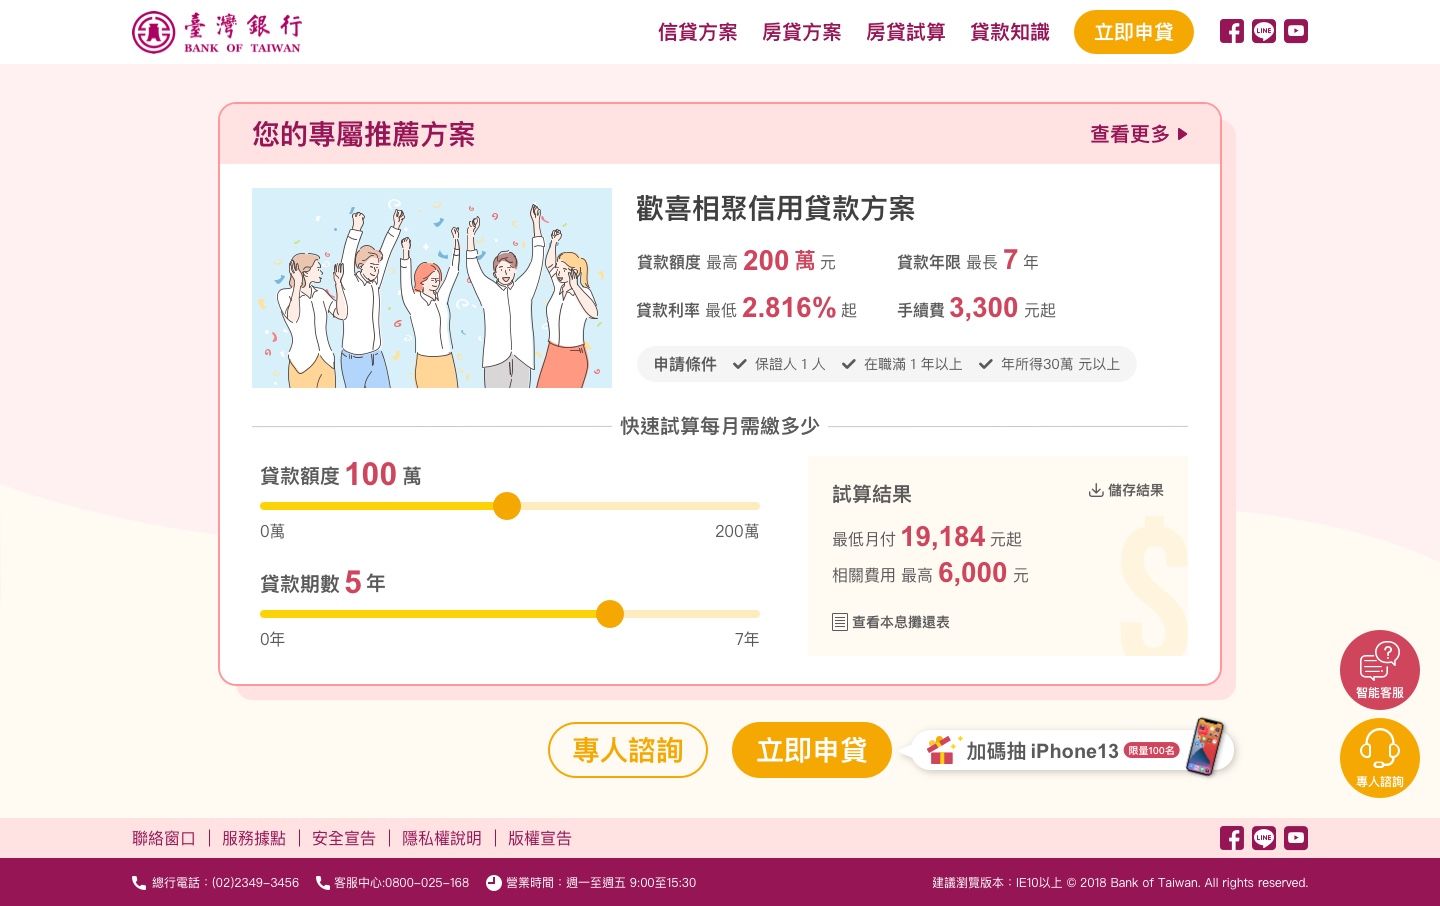 臺灣銀行
BANK OF TAIWAN
信貸方案 房貸方案 房貸試算 貸款知識 立即申貸
LINE
您的專屬推薦方案
查看更多
歡喜相聚信用貸款方案
貸款額度 最高 200 萬 元
貸款年限 最長 7 年
貸款利率 最低 2.816% 起
手續費 3,300 元起
申請條件 保證人 1 人 在職滿 1 年以上 年所得30萬 元以上
快速試算每月需繳多少
貸款額度 100 萬
0萬 200萬
貸款期數 5 年
0年 7年
試算結果
儲存結果
最低月付 19,184 元起
相關費用 最高 6,000 元
查看本息攤還表
$
智能客服
專人諮詢
專人諮詢 立即申貸
加碼抽 iPhone13 限量100名
聯絡窗口 | 服務據點 | 安全宣告 | 隱私權說明 | 版權宣告
LINE
總行電話：(02)2349-3456 客服中心:0800-025-168 營業時間：週一至週五 9:00至15:30
建議瀏覽版本：IE10以上 © 2018 Bank of Taiwan. All rights reserved.